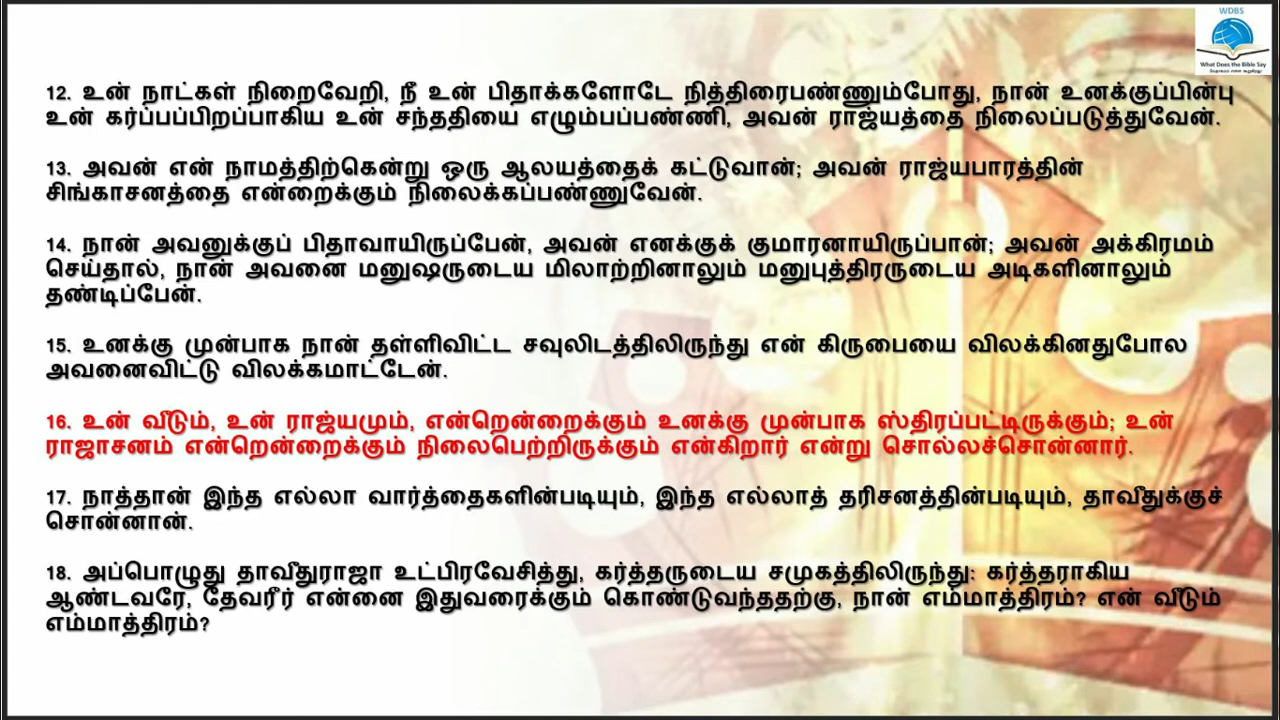 WDBS
What Does the Bible Say
வேதாகமம் என்ன கூறுகிறது
12. உன் நாட்கள் நிறைவேறி, நீ உன் பிதாக்களோடே நித்திரைபண்ணும்போது, நான் உனக்குப்பின்பு
உன் கர்ப்பப்பிறப்பாகிய உன் சந்ததியை எழும்பப்பண்ணி, அவன் ராஜ்யத்தை நிலைப்படுத்துவேன்.
13. அவன் என் நாமத்திற்கென்று ஒரு ஆலயத்தைக் கட்டுவான்; அவன் ராஜ்யபாரத்தின்
சிங்காசனத்தை என்றைக்கும் நிலைக்கப்பண்ணுவேன்.
14. நான் அவனுக்குப் பிதாவாயிருப்பேன், அவன் எனக்குக் குமாரனாயிருப்பான்; அவன் அக்கிரமம்
செய்தால், நான் அவனை மனுஷருடைய மிலாற்றினாலும் மனுபுத்திரருடைய அடிகளினாலும்
தண்டிப்பேன்.
15. உனக்கு முன்பாக நான் தள்ளிவிட்ட சவுலிடத்திலிருந்து என் கிருபையை விலக்கினதுபோல
அவனைவிட்டு விலக்கமாட்டேன்.
16. உன் வீடும், உன் ராஜ்யமும், என்றென்றைக்கும் உனக்கு முன்பாக ஸ்திரப்பட்டிருக்கும்; உன்
ராஜாசனம் என்றென்றைக்கும் நிலைபெற்றிருக்கும் என்கிறார் என்று சொல்லச்சொன்னார்.
17. நாத்தான் இந்த எல்லா வார்த்தைகளின்படியும், இந்த எல்லாத் தரிசனத்தின்படியும், தாவீதுக்குச்
சொன்னான்.
18. அப்பொழுது தாவீதுராஜா உட்பிரவேசித்து, கர்த்தருடைய சமுகத்திலிருந்து: கர்த்தராகிய
ஆண்டவரே, தேவரீர் என்னை இதுவரைக்கும் கொண்டுவந்ததற்கு, நான் எம்மாத்திரம்? என் வீடும்
எம்மாத்திரம்?